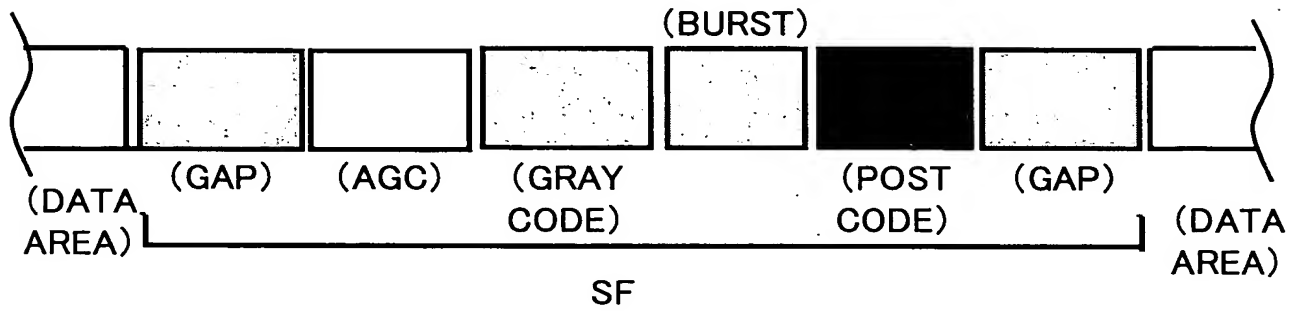 (BURST)
(DATA
AREA)
(GAP)
(AGC)
(GRAY
CODE)
(POST
CODE)
(GAP)
(DATA
AREA)
SF